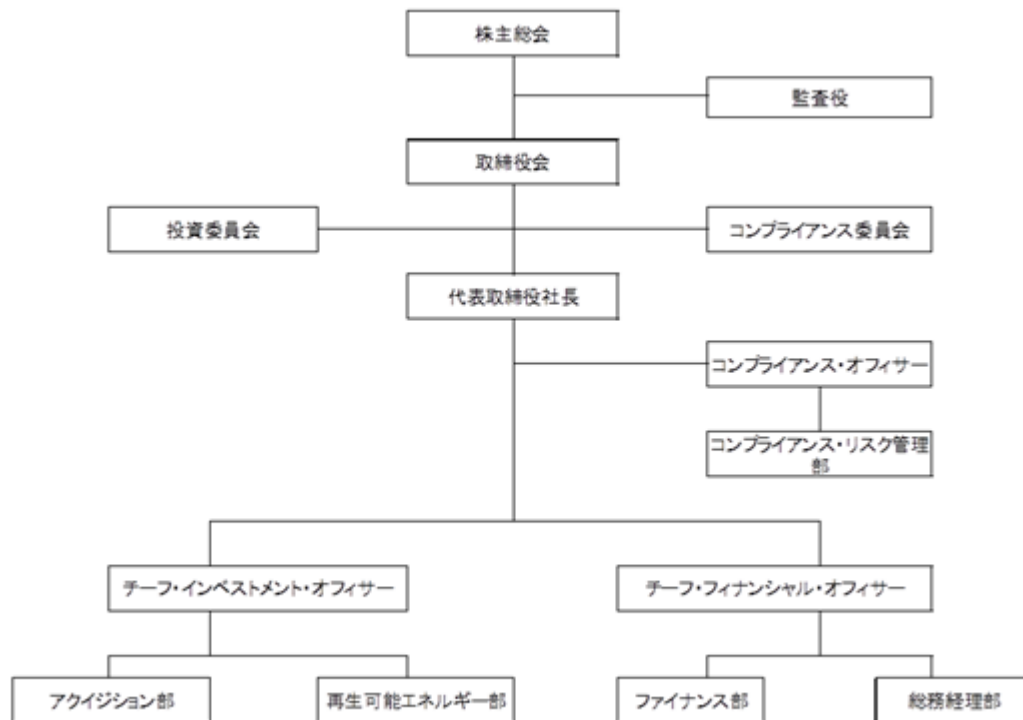 株主総会
監査役
取締役会
投資委員会
コンプライアンス委員会
代表取締役社長
コンプライアンス・オフィサー
コンプライアンス・リスク管理
部
チーフ・インベストメント・オフィサー
チーフ・フィナンシャル・オフィサー
アクイジション部
再生可能エネルギー部
ファイナンス部
総務経理部